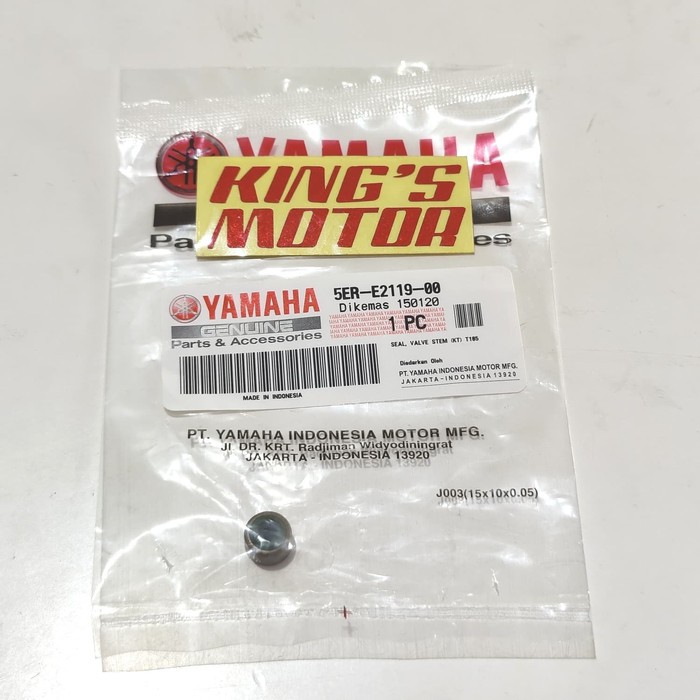 YAMAHA
KING'S
MOTOR
Pa es
YAMAHA
GENUINE
Parts & Accessories
5ER-E2119-00
Dikemas 150120
1 PC
SEAL, VALVE STEM (KT) T105
Diedarkan Oleh
PT. YAMAHA INDONESIA MOTOR MFG.
JAKARTA - INDONESIA 13920
MADE IN INDONESIA
PT. YAMAHA INDONESIA MOTOR MFG.
Jl DR. KRT. Radjiman Widyodiningrat
JAKARTA - INDONESIA 13920
J003(15x10x0.05)